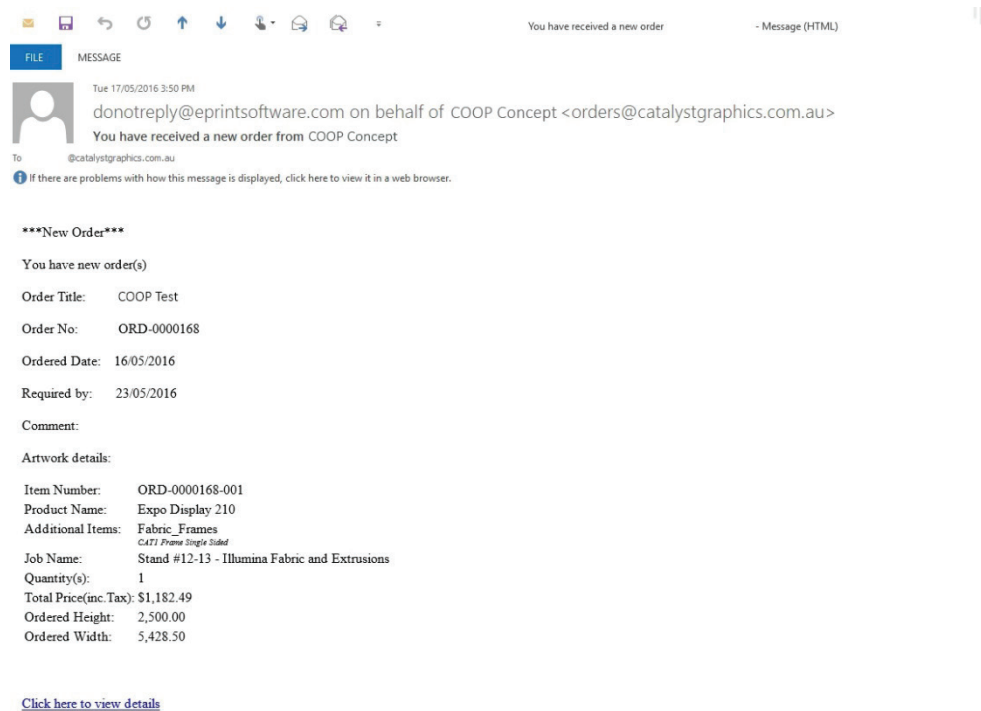 You have received a new order - Message (HTML)
FILE MESSAGE
Tue 17/05/2016 3:50 PM
donotreply@eprintsoftware.com on behalf of COOP Concept <orders@catalystgraphics.com.au>
You have received a new order from COOP Concept
To @catalystgraphics.com.au
If there are problems with how this message is displayed, click here to view it in a web browser.
***New Order***
You have new order(s)
Order Title: COOP Test
Order No: ORD-0000168
Ordered Date: 16/05/2016
Required by: 23/05/2016
Comment:
Artwork details:
Item Number: ORD-0000168-001
Product Name: Expo Display 210
Additional Items: Fabric_Frames
CAT1 Frame Single Sided
Job Name: Stand #12-13 - Illumina Fabric and Extrusions
Quantity(s): 1
Total Price(inc.Tax): $1,182.49
Ordered Height: 2,500.00
Ordered Width: 5,428.50
Click here to view details